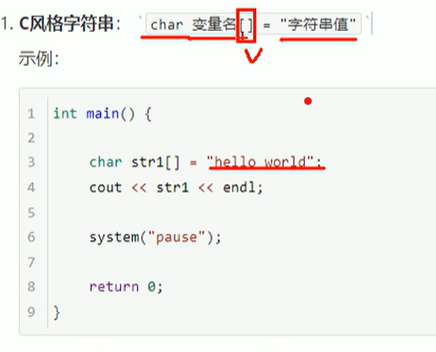 1. C风格字符串： `char 变量名[] = "字符串值"`
示例：
1 int main() {
2
3 char str1[] = "hello world";
4 cout << str1 << endl;
5
6 system("pause");
7
8 return 0;
9 }